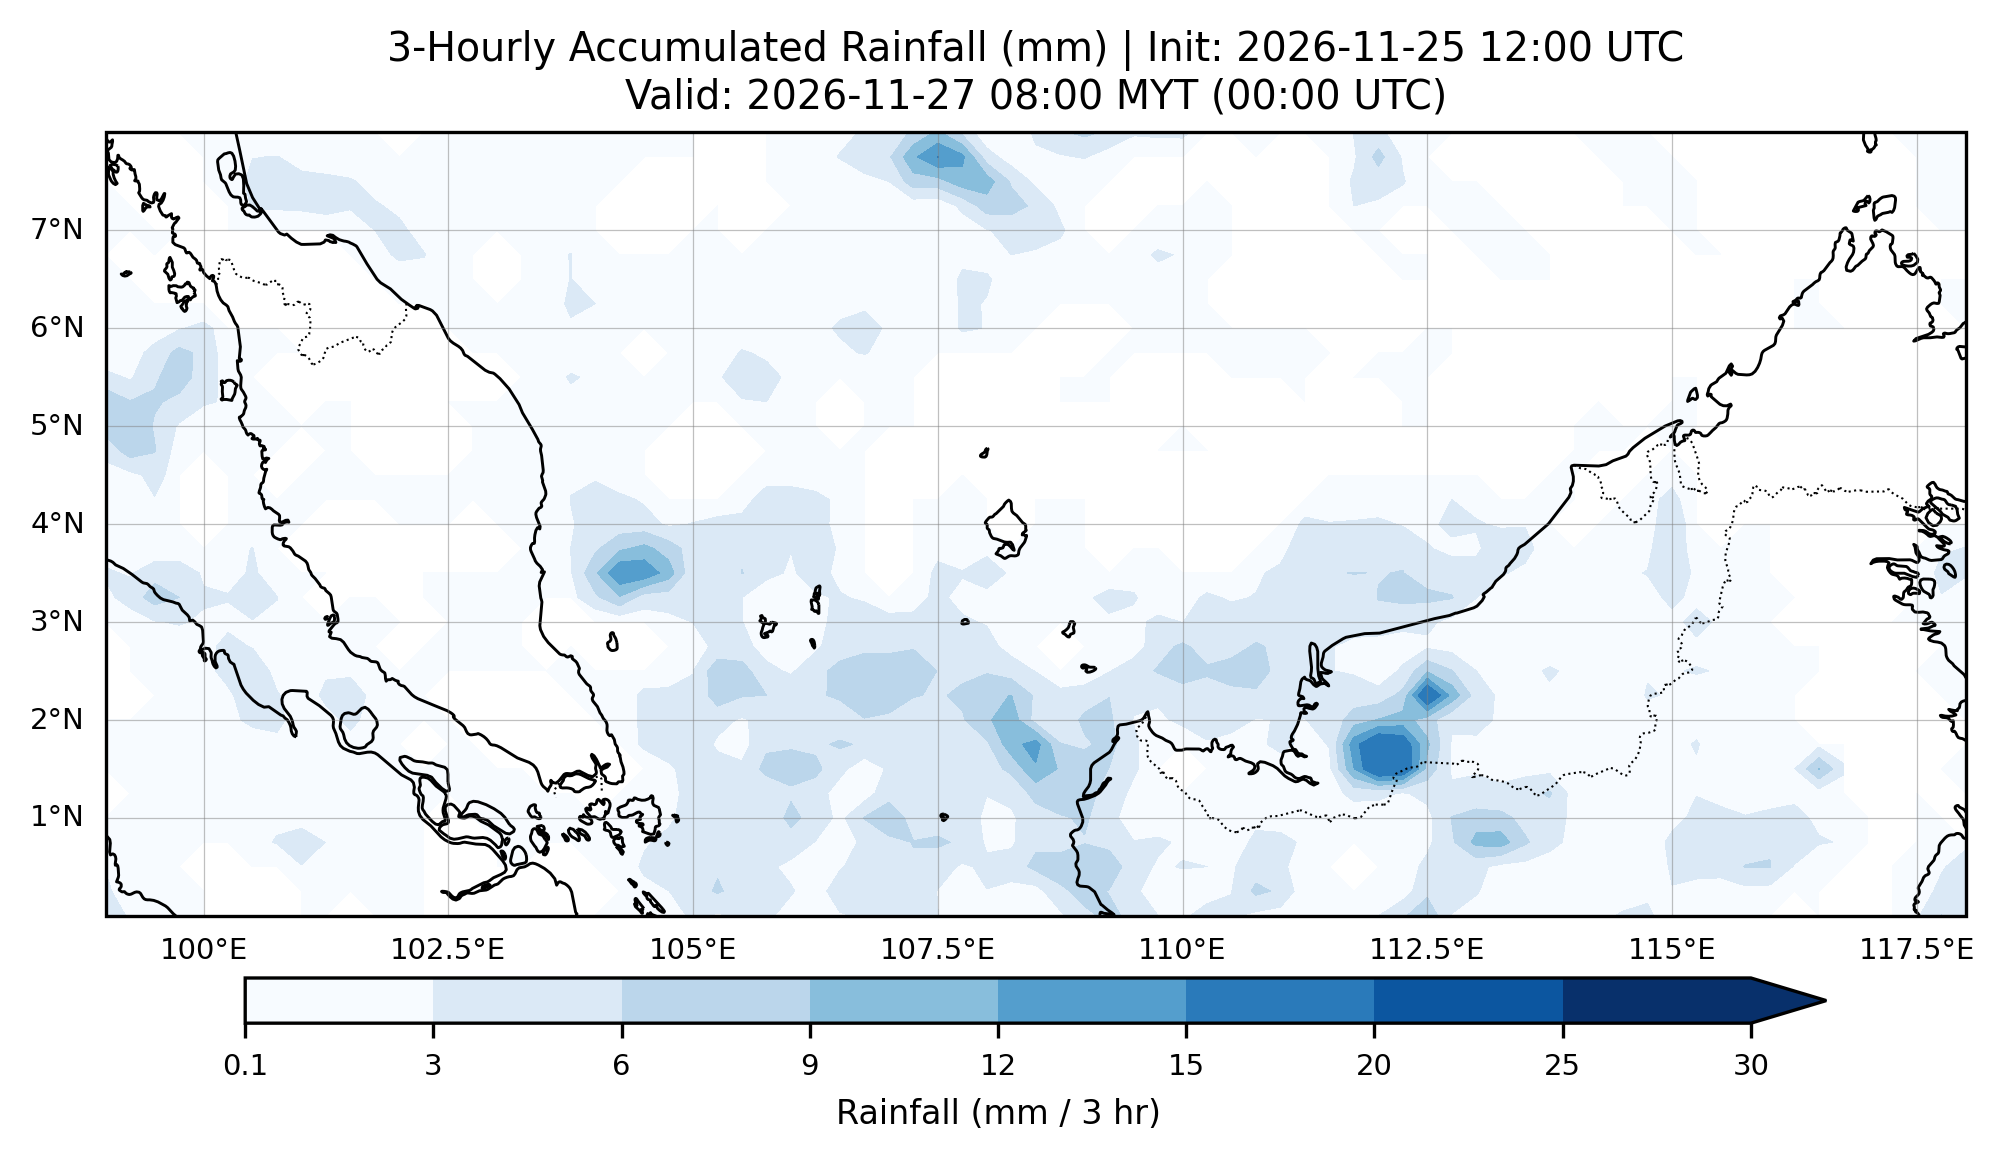 3-Hourly Accumulated Rainfall (mm) | Init: 2026-11-25 12:00 UTC
Valid: 2026-11-27 08:00 MYT (00:00 UTC)
7°N
6°N
5°N
4°N
3°N
2°N
1°N
100°E 102.5°E 105°E 107.5°E 110°E 112.5°E 115°E 117.5°E
0.1 3 6 9 12 15 20 25 30
Rainfall (mm / 3 hr)